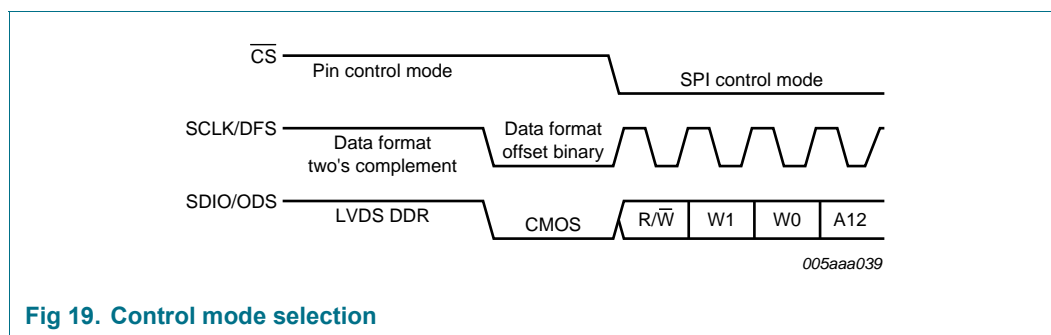 C̅S̅
Pin control mode
SPI control mode
SCLK/DFS
Data format
two's complement
Data format
offset binary
SDIO/ODS
LVDS DDR
CMOS
R/W̅
W1
W0
A12
005aaa039
Fig 19. Control mode selection